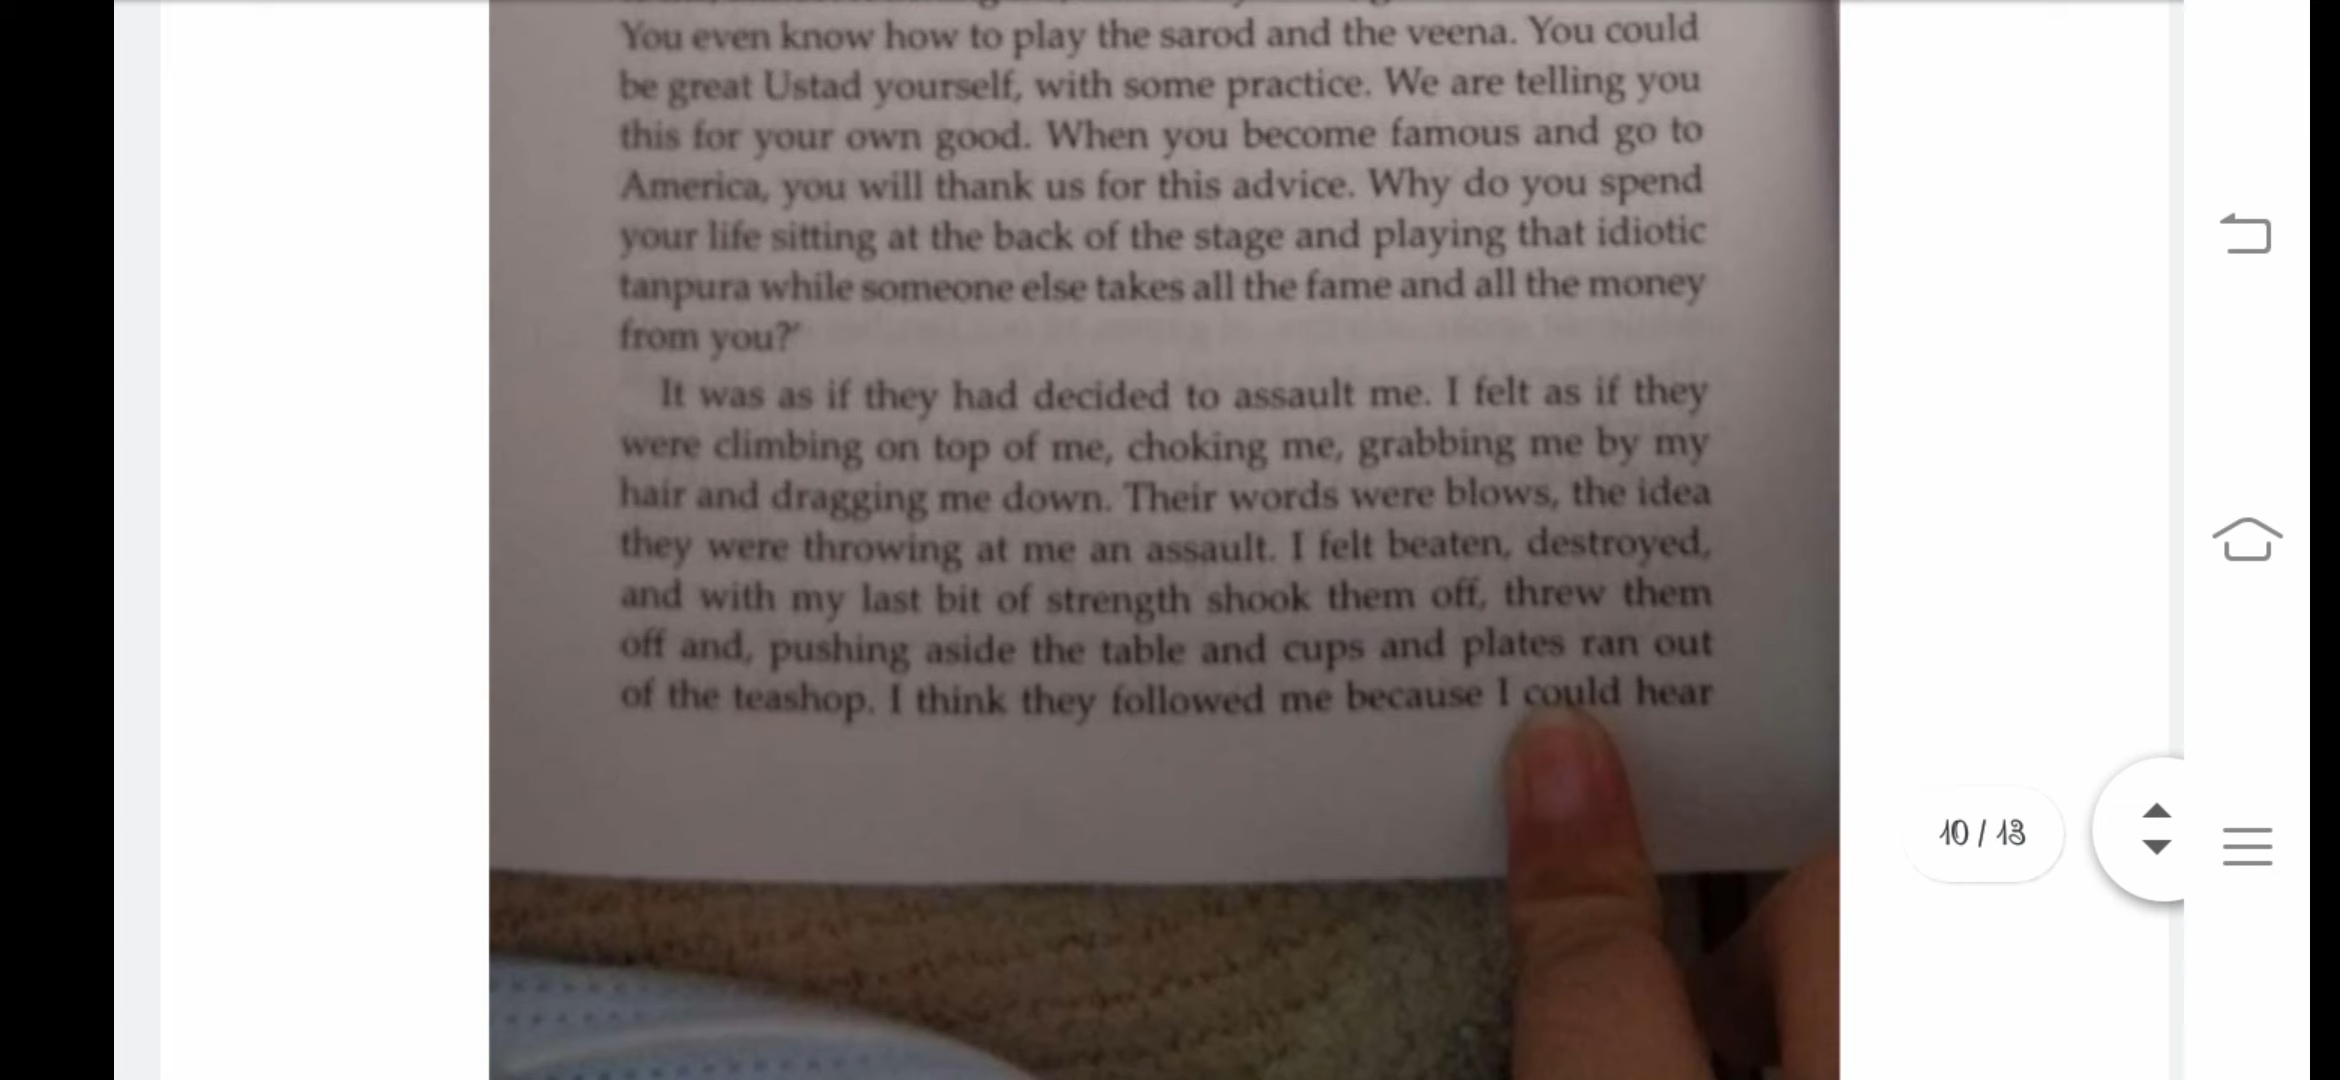 You even know how to play the sarod and the veena. You could
be great Ustad yourself, with some practice. We are telling you
this for your own good. When you become famous and go to
America, you will thank us for this advice. Why do you spend
your life sitting at the back of the stage and playing that idiotic
tanpura while someone else takes all the fame and all the money
from you?'
It was as if they had decided to assault me. I felt as if they
were climbing on top of me, choking me, grabbing me by my
hair and dragging me down. Their words were blows, the idea
they were throwing at me an assault. I felt beaten, destroyed,
and with my last bit of strength shook them off, threw them
off and, pushing aside the table and cups and plates ran out
of the teashop. I think they followed me because I could hear
10 / 13